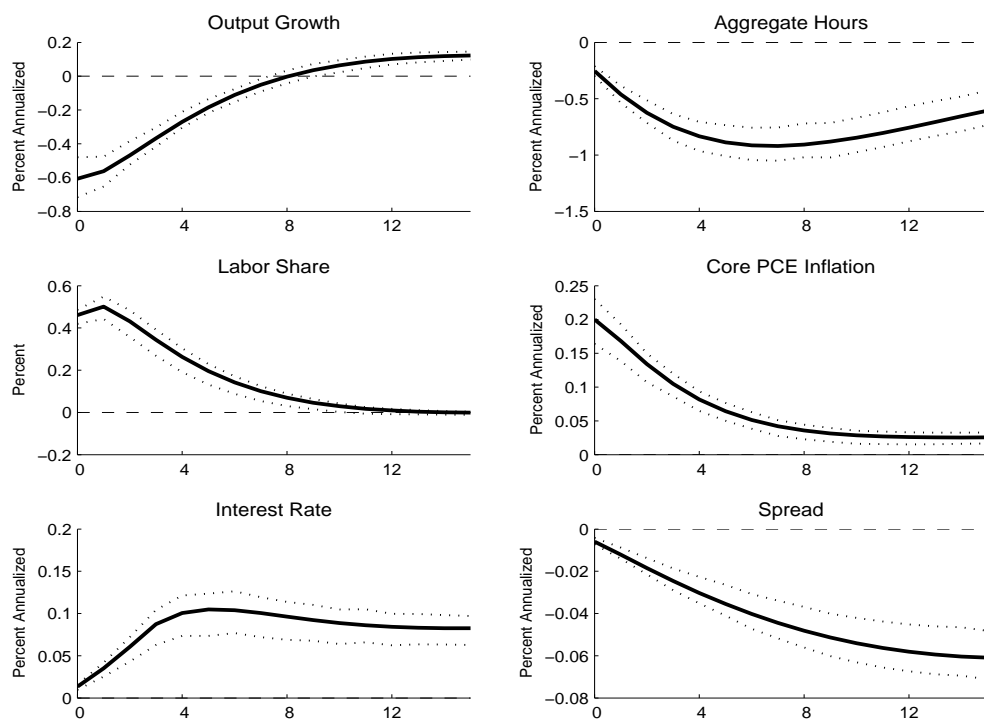 Output Growth
Percent Annualized
0.2
0
−0.2
−0.4
−0.6
−0.8
0 4 8 12
Aggregate Hours
Percent Annualized
0
−0.5
−1
−1.5
0 4 8 12
Labor Share
Percent
0.6
0.4
0.2
0
−0.2
0 4 8 12
Core PCE Inflation
Percent Annualized
0.25
0.2
0.15
0.1
0.05
0
0 4 8 12
Interest Rate
Percent Annualized
0.2
0.15
0.1
0.05
0
0 4 8 12
Spread
Percent Annualized
0
−0.02
−0.04
−0.06
−0.08
0 4 8 12